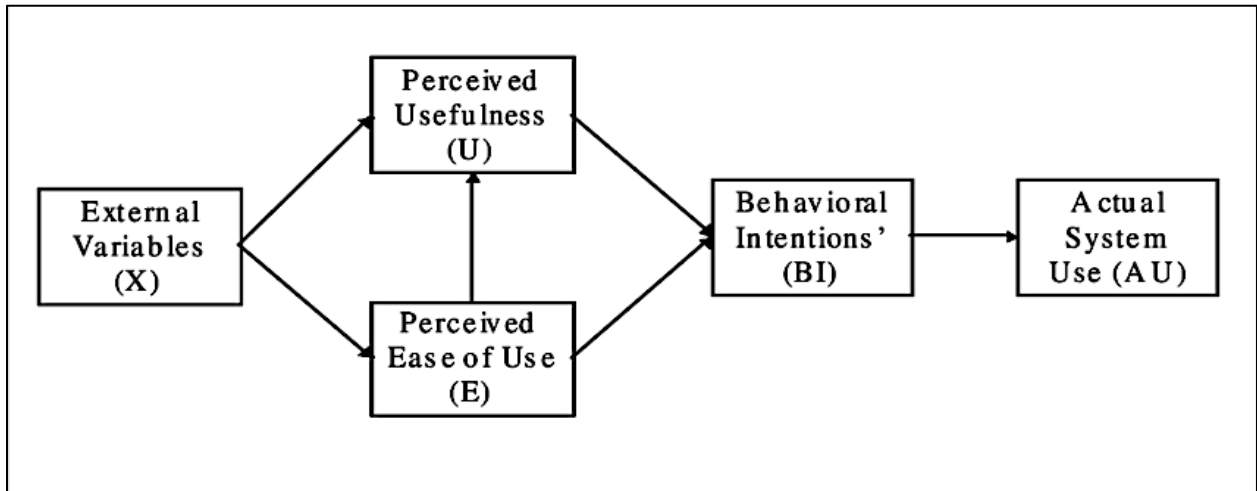 External
Variables
(X)
Perceived
Usefulness
(U)
Perceived
Ease of Use
(E)
Behavioral
Intentions’
(BI)
Actual
System
Use (AU)